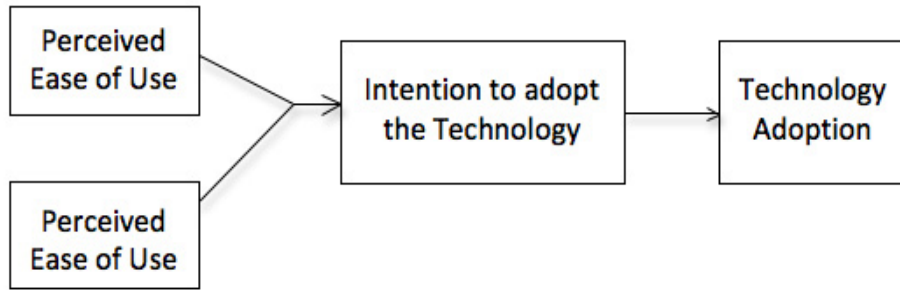 Perceived
Ease of Use
Intention to adopt
the Technology
Technology
Adoption
Perceived
Ease of Use